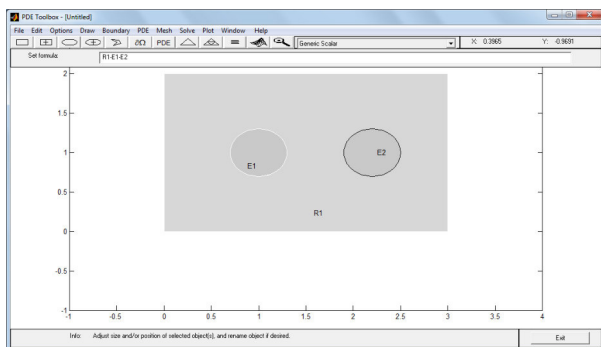 PDE Toolbox - [Untitled]
File Edit Options Draw Boundary PDE Mesh Solve Plot Window Help
∂Ω PDE Generic Scalar X: 0.3965 Y: -0.9691
Set formula: R1-E1-E2
2
1.5
1
0.5
0
-0.5
-1
E1
E2
R1
-1 -0.5 0 0.5 1 1.5 2 2.5 3 3.5 4
Info: Adjust size and/or position of selected object(s), and rename object if desired. Exit